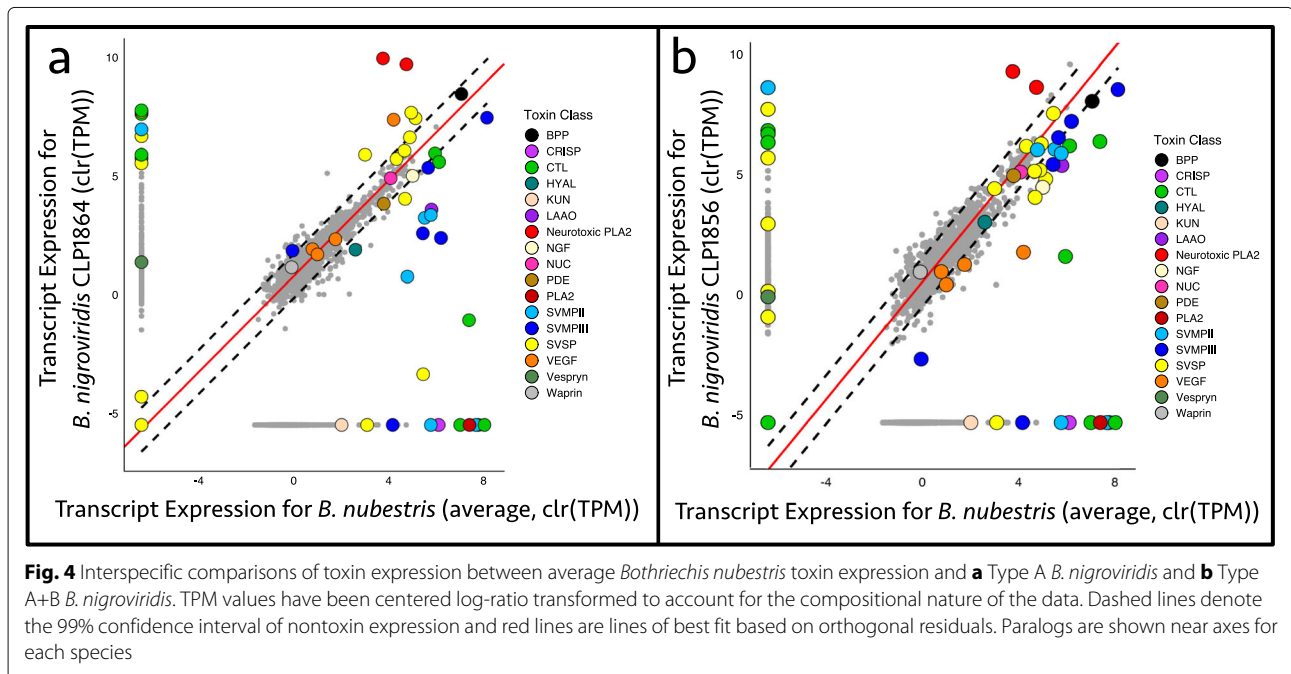 a
10
5
0
-5
-4
0
4
8
Transcript Expression for
B. nigroviridis CLP1864 (clr(TPM))
Transcript Expression for B. nubestris (average, clr(TPM))
Toxin Class
BPP
CRISP
CTL
HYAL
KUN
LAAO
Neurotoxic PLA2
NGF
NUC
PDE
PLA2
SVMPII
SVMPIII
SVSP
VEGF
Vespryn
Waprin
b
10
5
0
-5
-4
0
4
8
Transcript Expression for
B. nigroviridis CLP1856 (clr(TPM))
Transcript Expression for B. nubestris (average, clr(TPM))
Toxin Class
BPP
CRISP
CTL
HYAL
KUN
LAAO
Neurotoxic PLA2
NGF
NUC
PDE
PLA2
SVMPII
SVMPIII
SVSP
VEGF
Vespryn
Waprin
Fig. 4 Interspecific comparisons of toxin expression between average Bothriechis nubestris toxin expression and a Type A B. nigroviridis and b Type
A+B B. nigroviridis. TPM values have been centered log-ratio transformed to account for the compositional nature of the data. Dashed lines denote
the 99% confidence interval of nontoxin expression and red lines are lines of best fit based on orthogonal residuals. Paralogs are shown near axes for
each species